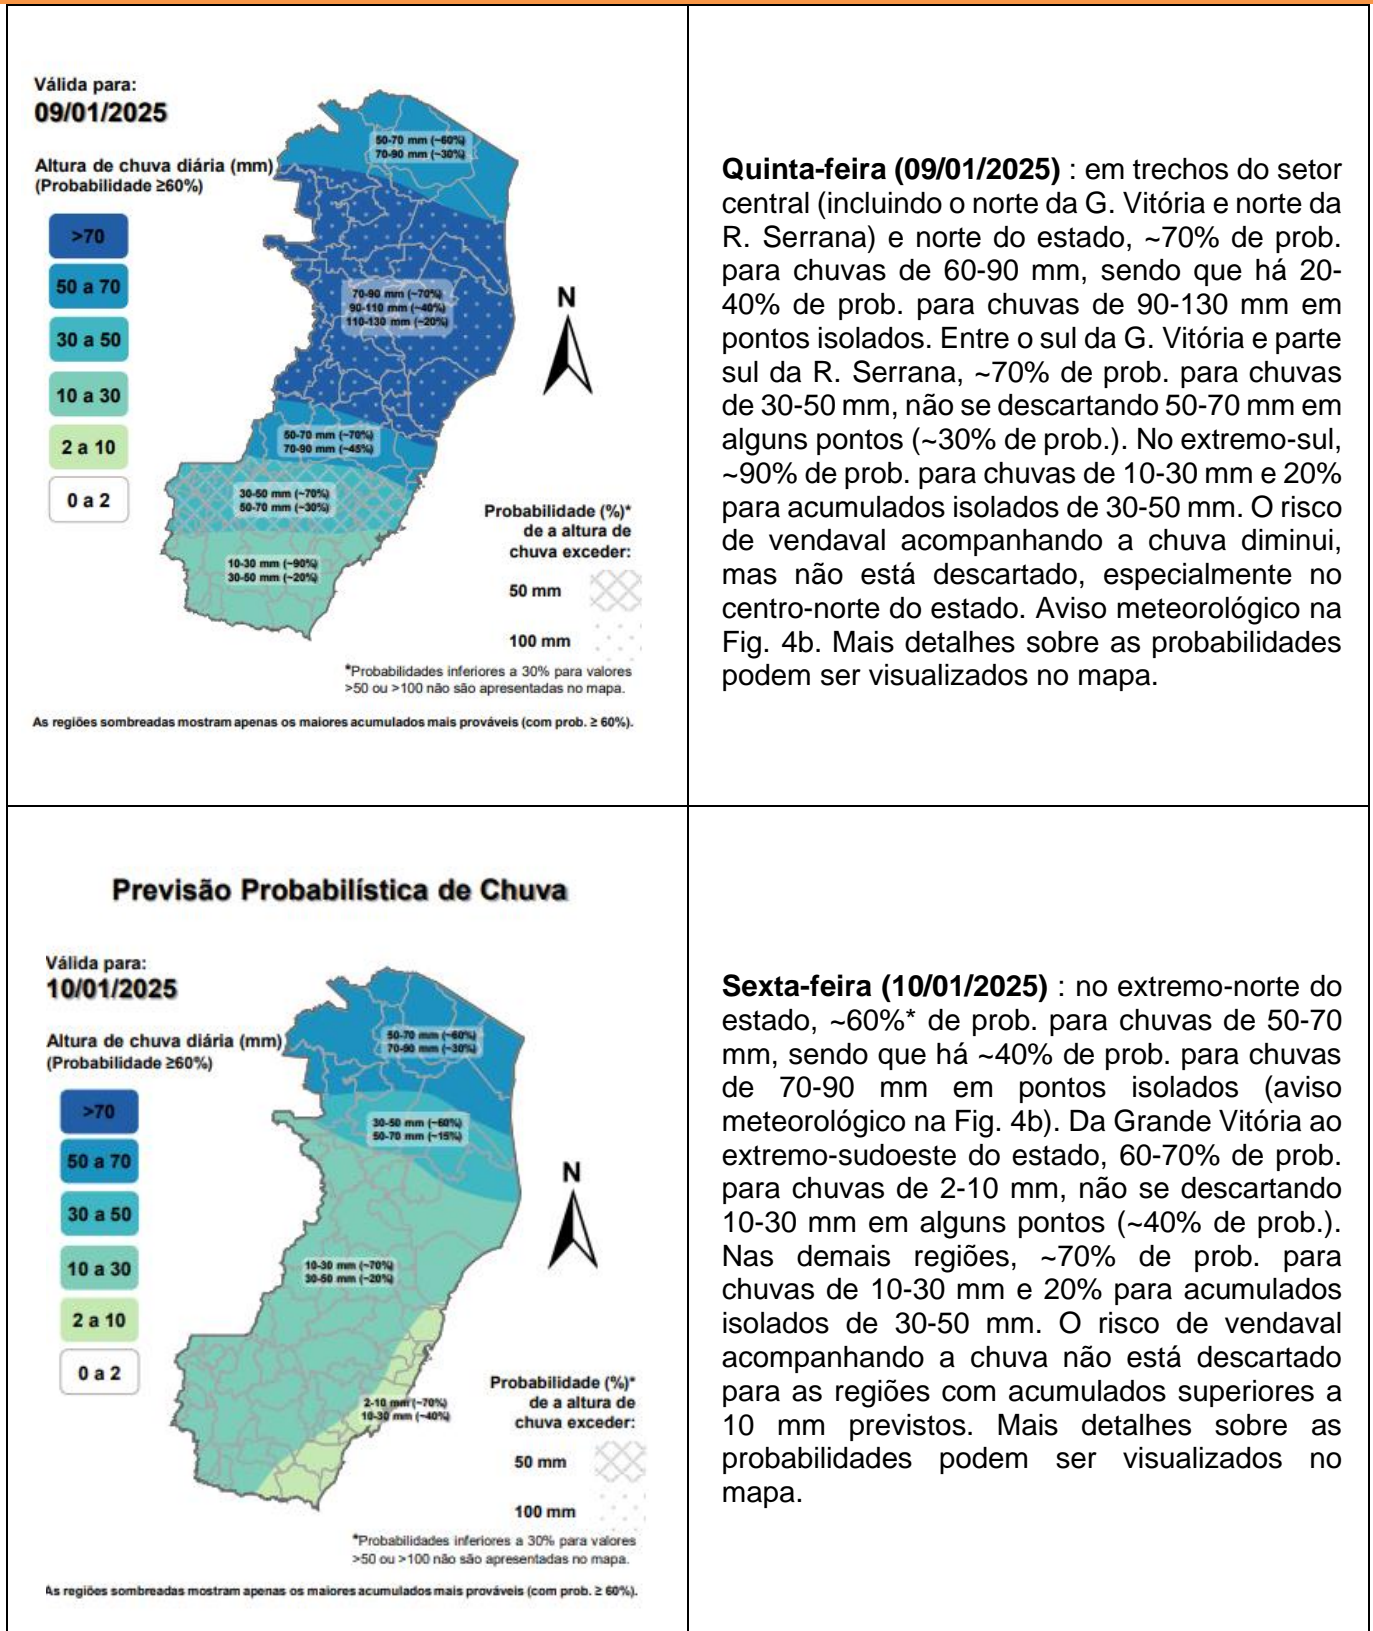 Válida para:
09/01/2025
Altura de chuva diária (mm)
(Probabilidade ≥60%)
>70
50 a 70
30 a 50
10 a 30
2 a 10
0 a 2
50-70 mm (~60%)
70-90 mm (~30%)
70-90 mm (~70%)
90-110 mm (~40%)
110-130 mm (~20%)
50-70 mm (~70%)
70-90 mm (~45%)
30-50 mm (~70%)
50-70 mm (~30%)
10-30 mm (~90%)
30-50 mm (~20%)
N
Probabilidade (%)*
de a altura de
chuva exceder:
50 mm
100 mm
*Probabilidades inferiores a 30% para valores
>50 ou >100 não são apresentadas no mapa.
As regiões sombreadas mostram apenas os maiores acumulados mais prováveis (com prob. ≥ 60%).
Quinta-feira (09/01/2025) : em trechos do setor
central (incluindo o norte da G. Vitória e norte da
R. Serrana) e norte do estado, ~70% de prob.
para chuvas de 60-90 mm, sendo que há 20-
40% de prob. para chuvas de 90-130 mm em
pontos isolados. Entre o sul da G. Vitória e parte
sul da R. Serrana, ~70% de prob. para chuvas
de 30-50 mm, não se descartando 50-70 mm em
alguns pontos (~30% de prob.). No extremo-sul,
~90% de prob. para chuvas de 10-30 mm e 20%
para acumulados isolados de 30-50 mm. O risco
de vendaval acompanhando a chuva diminui,
mas não está descartado, especialmente no
centro-norte do estado. Aviso meteorológico na
Fig. 4b. Mais detalhes sobre as probabilidades
podem ser visualizados no mapa.
Previsão Probabilística de Chuva
Válida para:
10/01/2025
Altura de chuva diária (mm)
(Probabilidade ≥60%)
>70
50 a 70
30 a 50
10 a 30
2 a 10
0 a 2
50-70 mm (~60%)
70-90 mm (~30%)
30-50 mm (~60%)
50-70 mm (~15%)
10-30 mm (~70%)
30-50 mm (~20%)
2-10 mm (~70%)
10-30 mm (~40%)
N
Probabilidade (%)*
de a altura de
chuva exceder:
50 mm
100 mm
*Probabilidades inferiores a 30% para valores
>50 ou >100 não são apresentadas no mapa.
As regiões sombreadas mostram apenas os maiores acumulados mais prováveis (com prob. ≥ 60%).
Sexta-feira (10/01/2025) : no extremo-norte do
estado, ~60%* de prob. para chuvas de 50-70
mm, sendo que há ~40% de prob. para chuvas
de 70-90 mm em pontos isolados (aviso
meteorológico na Fig. 4b). Da Grande Vitória ao
extremo-sudoeste do estado, 60-70% de prob.
para chuvas de 2-10 mm, não se descartando
10-30 mm em alguns pontos (~40% de prob.).
Nas demais regiões, ~70% de prob. para
chuvas de 10-30 mm e 20% para acumulados
isolados de 30-50 mm. O risco de vendaval
acompanhando a chuva não está descartado
para as regiões com acumulados superiores a
10 mm previstos. Mais detalhes sobre as
probabilidades podem ser visualizados no
mapa.